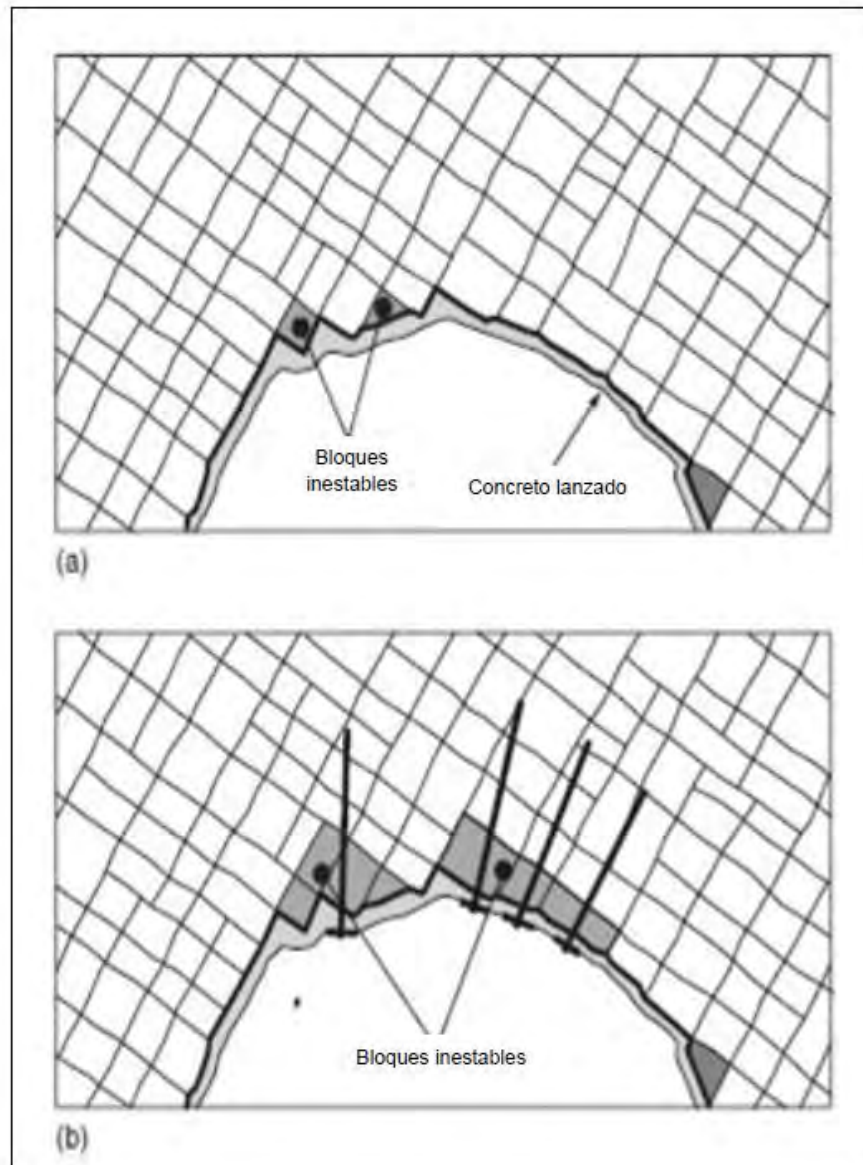 Bloques
inestables
Concreto lanzado
(a)
Bloques inestables
(b)